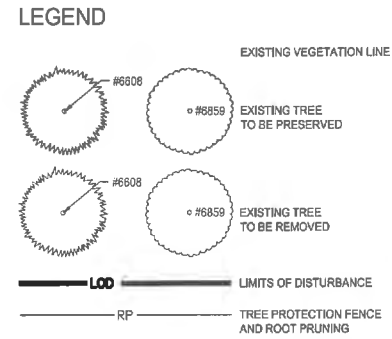 LEGEND
EXISTING VEGETATION LINE
#6608
#6859
EXISTING TREE
TO BE PRESERVED
#6608
#6859
EXISTING TREE
TO BE REMOVED
LOD
LIMITS OF DISTURBANCE
RP
TREE PROTECTION FENCE
AND ROOT PRUNING